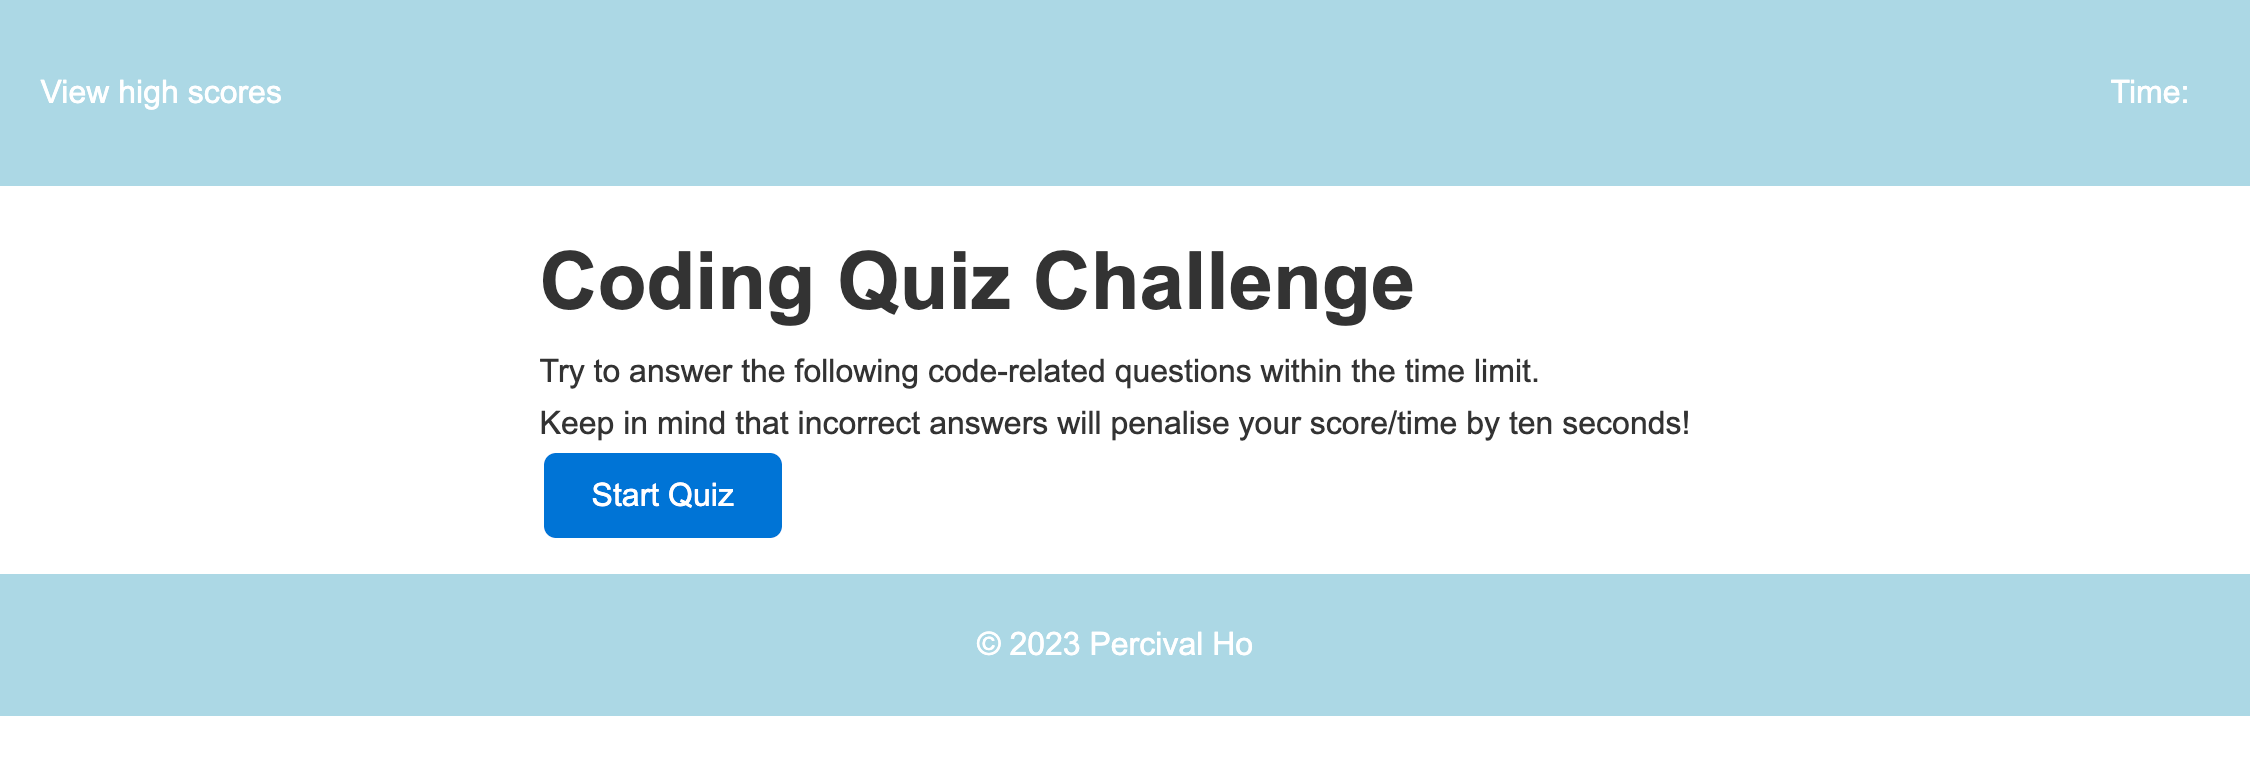 View high scores
Time:
Coding Quiz Challenge
Try to answer the following code-related questions within the time limit.
Keep in mind that incorrect answers will penalise your score/time by ten seconds!
Start Quiz
© 2023 Percival Ho